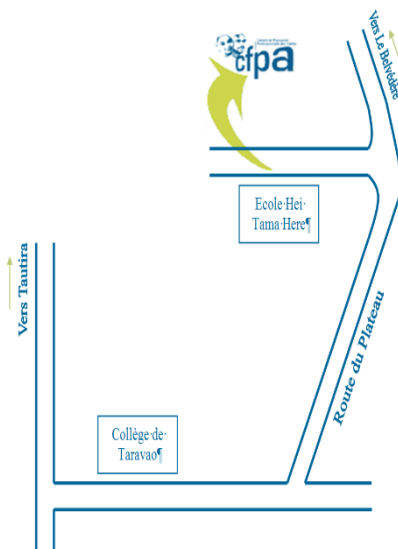 cfpa
Vers Le Belvédère
Ecole·Hei·
Tama·Here¶
Vers Tautira
Route du Plateau
Collège·de·
Taravao¶